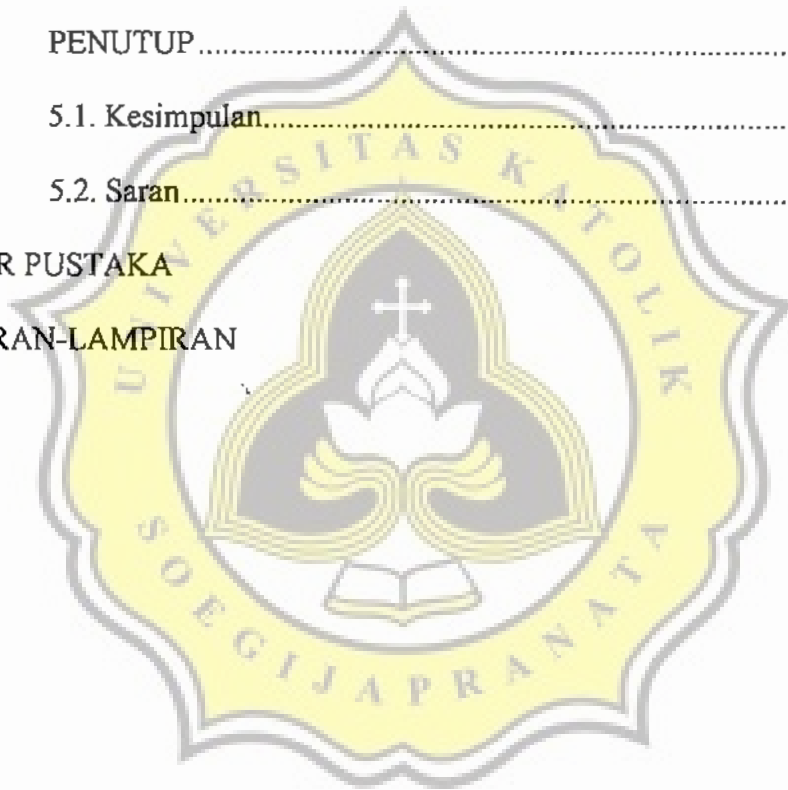 PENUTUP
5.1. Kesimpulan
5.2. Saran
R PUSTAKA
RAN-LAMPIRAN
UNIVERSITAS KATOLIK
SOEGIJAPRANATA